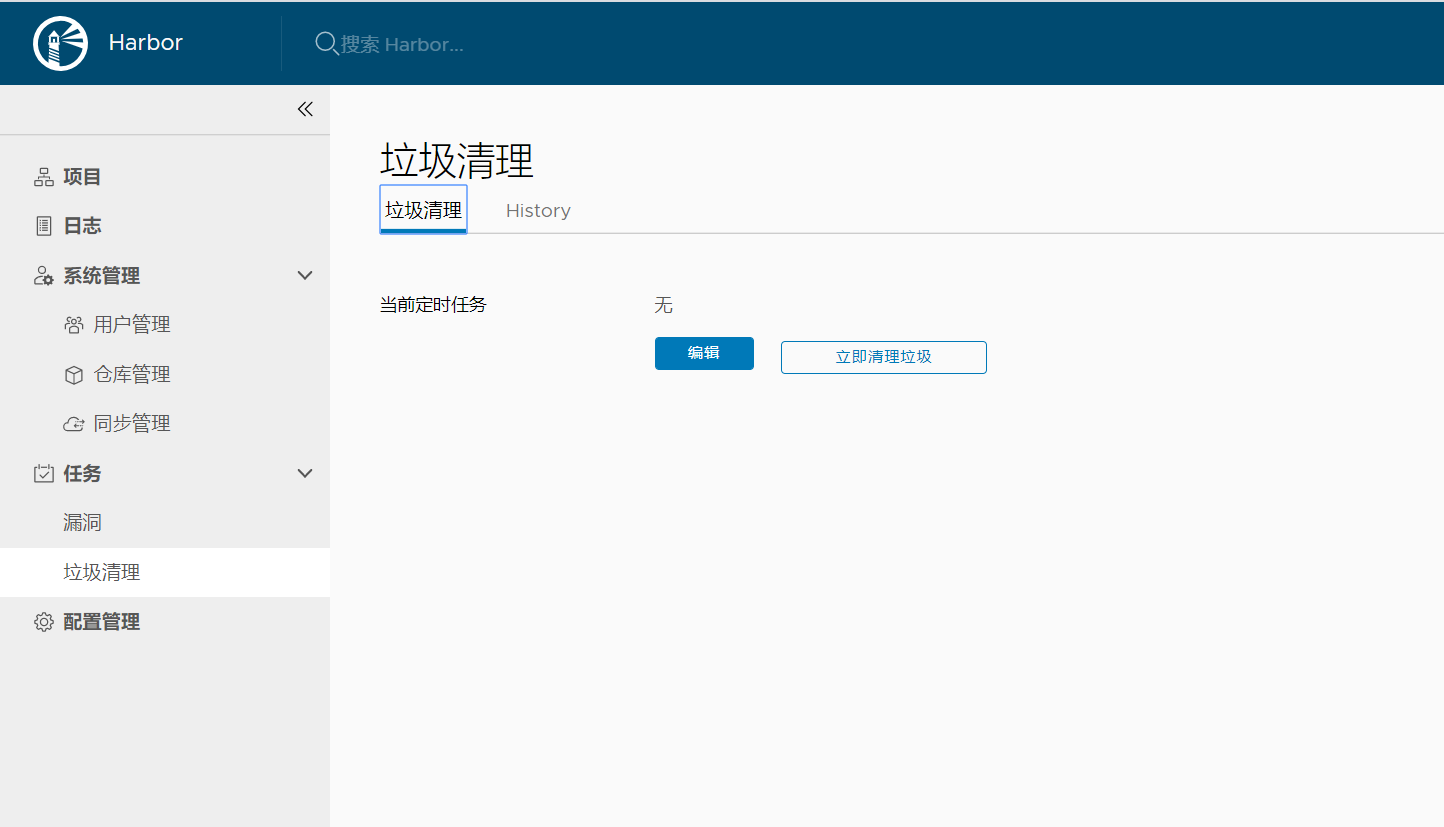 Harbor
搜索 Harbor...
项目
日志
系统管理
用户管理
仓库管理
同步管理
任务
漏洞
垃圾清理
配置管理
垃圾清理
垃圾清理 History
当前定时任务 无
编辑 立即清理垃圾